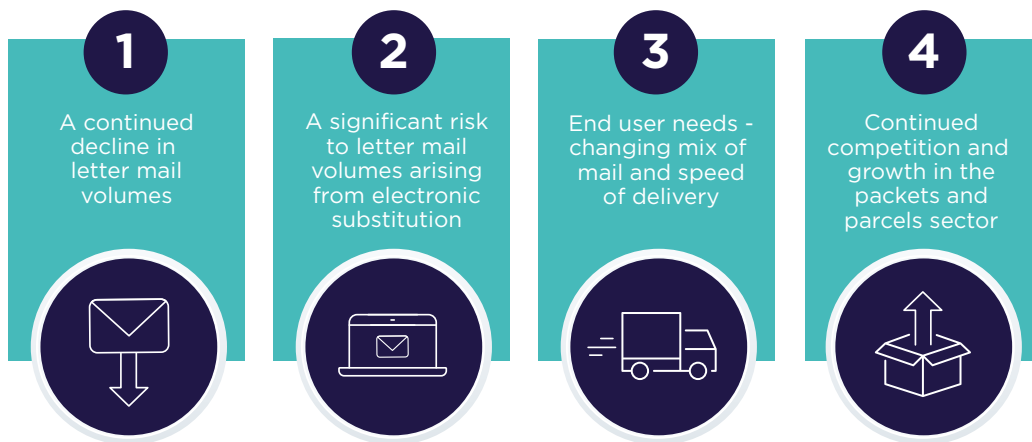 1
A continued
decline in
letter mail
volumes
2
A significant risk
to letter mail
volumes arising
from electronic
substitution
3
End user needs -
changing mix of
mail and speed
of delivery
4
Continued
competition and
growth in the
packets and
parcels sector